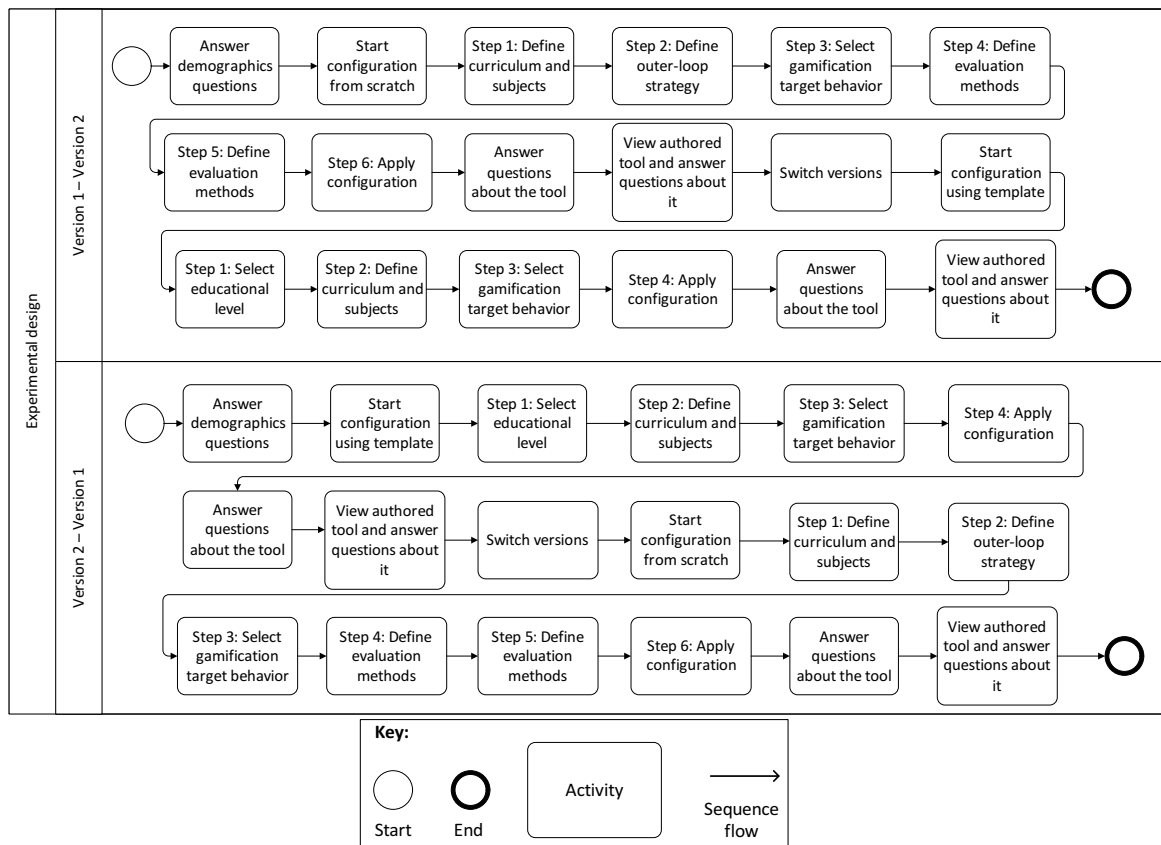 Experimental design
Version 1 – Version 2
Answer
demographics
questions
Start
configuration
from scratch
Step 1: Define
curriculum and
subjects
Step 2: Define
outer-loop
strategy
Step 3: Select
gamification
target behavior
Step 4: Define
evaluation
methods
Step 5: Define
evaluation
methods
Step 6: Apply
configuration
Answer
questions
about the tool
View authored
tool and answer
questions about
it
Switch versions
Start
configuration
using template
Step 1: Select
educational
level
Step 2: Define
curriculum and
subjects
Step 3: Select
gamification
target behavior
Step 4: Apply
configuration
Answer
questions
about the tool
View authored
tool and answer
questions about
it
Version 2 – Version 1
Answer
demographics
questions
Start
configuration
using template
Step 1: Select
educational
level
Step 2: Define
curriculum and
subjects
Step 3: Select
gamification
target behavior
Step 4: Apply
configuration
Answer
questions
about the tool
View authored
tool and answer
questions about
it
Switch versions
Start
configuration
from scratch
Step 1: Define
curriculum and
subjects
Step 2: Define
outer-loop
strategy
Step 3: Select
gamification
target behavior
Step 4: Define
evaluation
methods
Step 5: Define
evaluation
methods
Step 6: Apply
configuration
Answer
questions
about the tool
View authored
tool and answer
questions about
it
Key:
Start
End
Activity
Sequence
flow